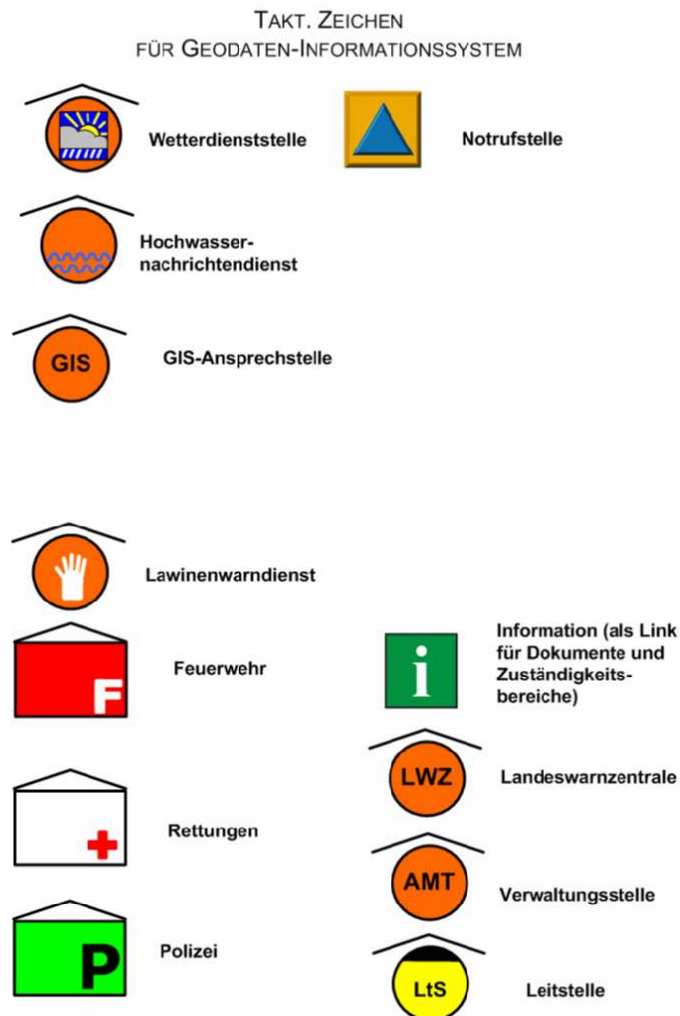 TAKT. ZEICHEN
FÜR GEODATEN-INFORMATIONSSYSTEM
Wetterdienststelle
Notrufstelle
Hochwasser-
nachrichtendienst
GIS
GIS-Ansprechstelle
Lawinenwarndienst
F
Feuerwehr
i
Information (als Link
für Dokumente und
Zuständigkeits-
bereiche)
LWZ
Landeswarnzentrale
Rettungen
AMT
Verwaltungsstelle
P
Polizei
LtS
Leitstelle